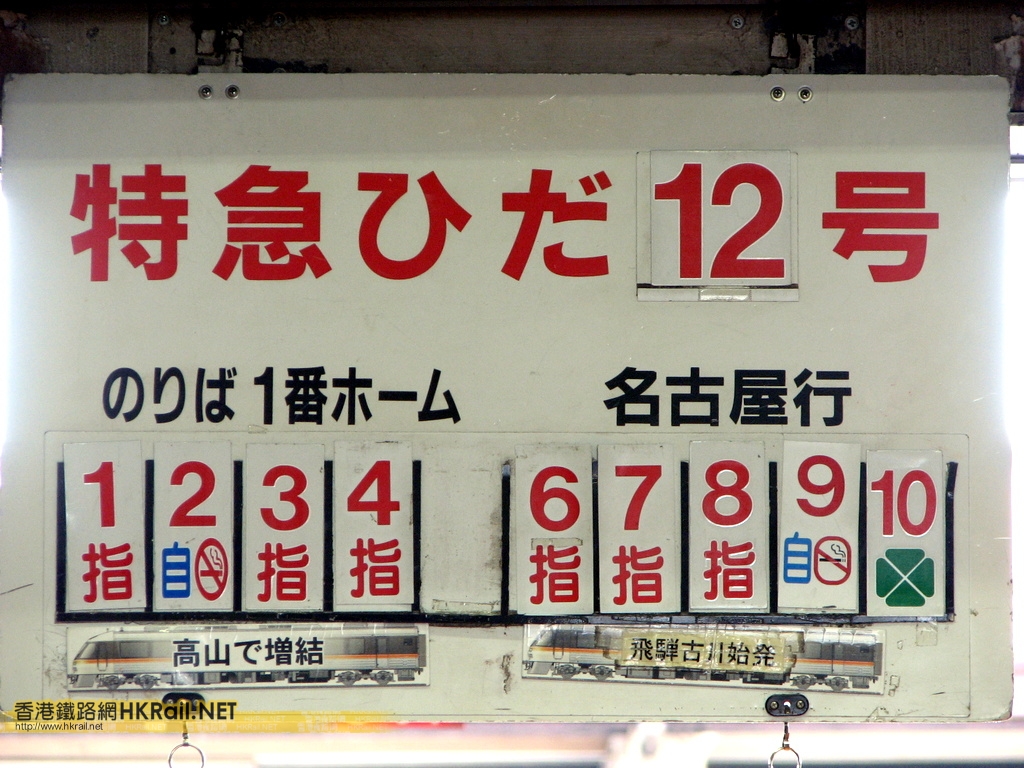 特急ひだ 12 号
のりば 1番ホーム 名古屋行
1 2 3 4 6 7 8 9 10
指 自 指 指 指 指 指 自
高山で増結 飛騨古川始発
香港鐵路網HKRail.NET
http://www.hkrail.net